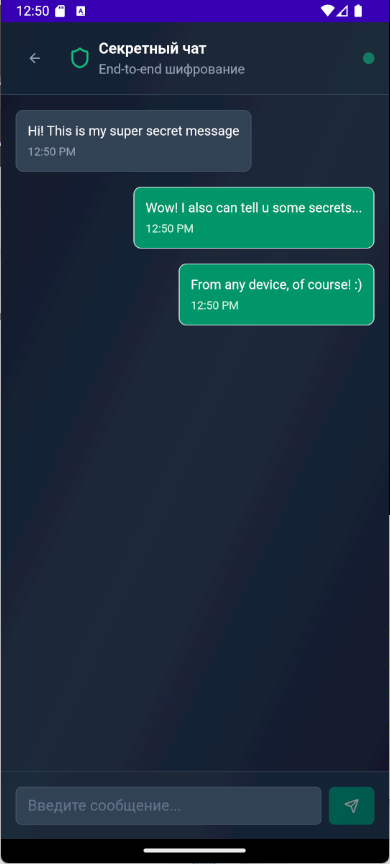 12:50
Секретный чат
End-to-end шифрование
Hi! This is my super secret message
12:50 PM
Wow! I also can tell u some secrets...
12:50 PM
From any device, of course! :)
12:50 PM
Введите сообщение...